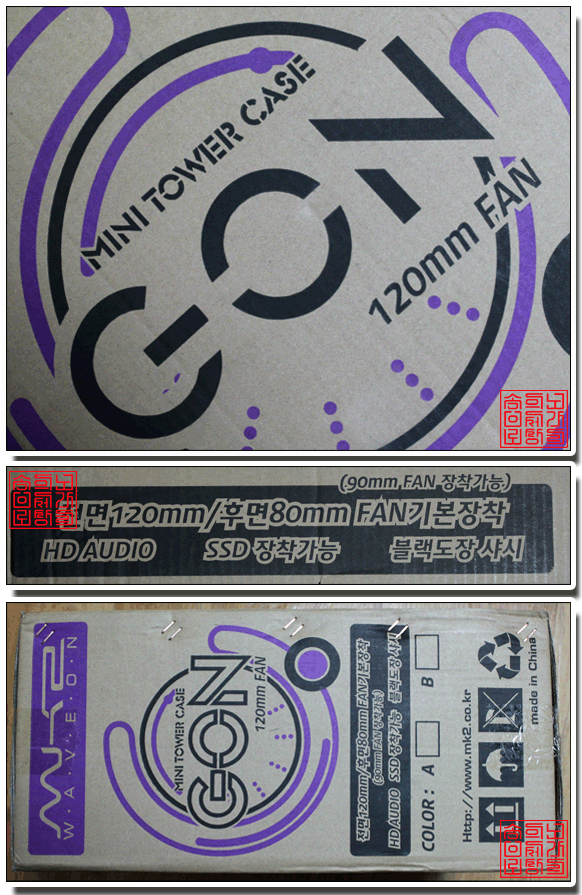 MINI TOWER CASE
GON
120mm FAN
(90mm FAN 장착가능)
전면120mm/후면80mm FAN기본장착
HD AUDIO SSD 장착가능 블랙도장 샤시
MK2
W·A·V·E·O·N
MINI TOWER CASE
GON
120mm FAN
전면120mm/후면80mm FAN기본장착
(90mm FAN 장착가능)
HD AUDIO SSD 장착가능 블랙도장 샤시
COLOR : A B
Http://www.mk2.co.kr
made in China